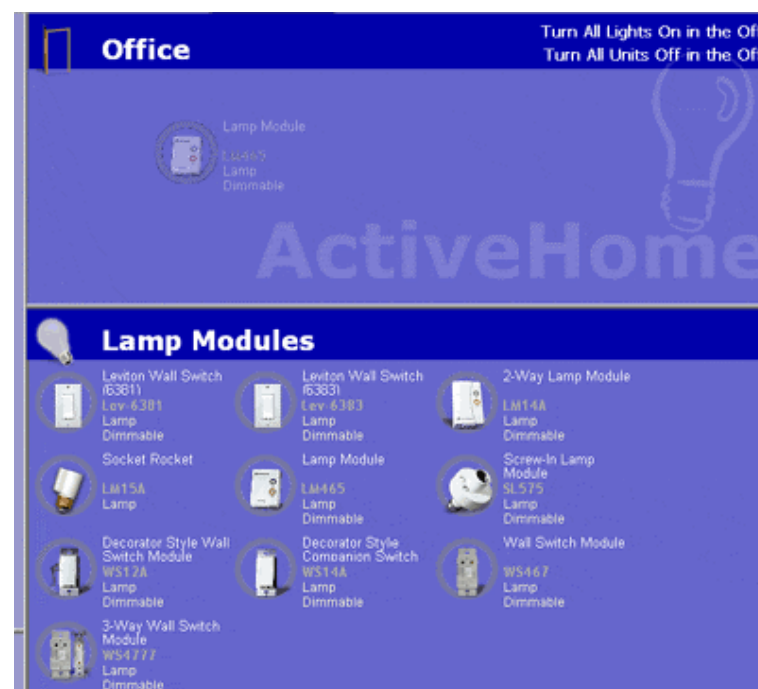 Office
Turn All Lights On in the Off
Turn All Units Off in the Off
Lamp Module
LM465
Lamp
Dimmable
ActiveHome
Lamp Modules
Leviton Wall Switch
(6381)
Lev-6381
Lamp
Dimmable
Leviton Wall Switch
(6383)
Lev-6383
Lamp
Dimmable
2-Way Lamp Module
LM14A
Lamp
Dimmable
Socket Rocket
LM15A
Lamp
Lamp Module
LM465
Lamp
Dimmable
Screw-In Lamp
Module
SL575
Lamp
Dimmable
Decorator Style Wall
Switch Module
WS12A
Lamp
Dimmable
Decorator Style
Companion Switch
WS14A
Lamp
Dimmable
Wall Switch Module
WS467
Lamp
Dimmable
3-Way Wall Switch
Module
WS4777
Lamp
Dimmable